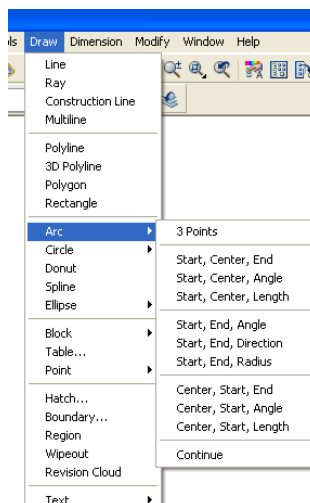 ols Draw Dimension Modify Window Help
Line
Ray
Construction Line
Multiline
Polyline
3D Polyline
Polygon
Rectangle
Arc
Circle
Donut
Spline
Ellipse
Block
Table...
Point
Hatch...
Boundary...
Region
Wipeout
Revision Cloud
Text
3 Points
Start, Center, End
Start, Center, Angle
Start, Center, Length
Start, End, Angle
Start, End, Direction
Start, End, Radius
Center, Start, End
Center, Start, Angle
Center, Start, Length
Continue